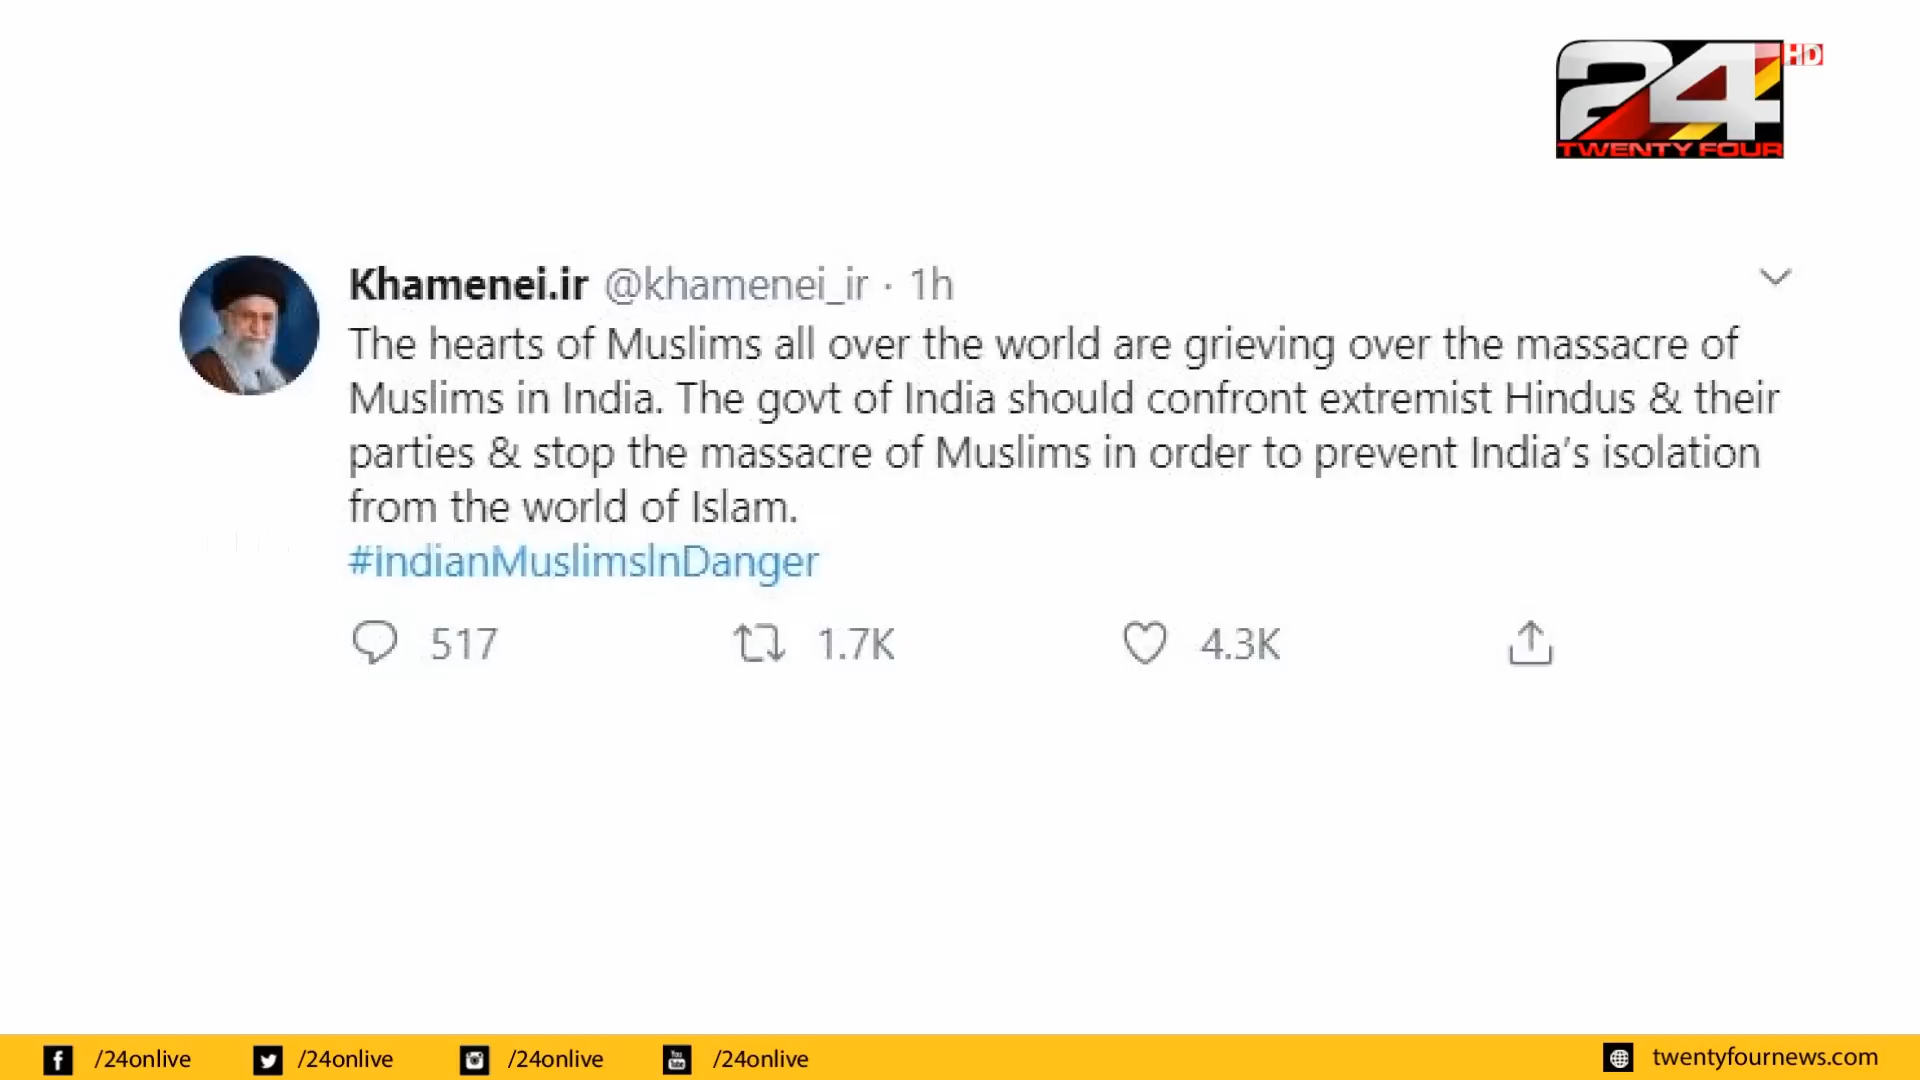 24
HD
TWENTY FOUR
Khamenei.ir @khamenei_ir · 1h
The hearts of Muslims all over the world are grieving over the massacre of
Muslims in India. The govt of India should confront extremist Hindus & their
parties & stop the massacre of Muslims in order to prevent India's isolation
from the world of Islam.
#IndianMuslimsInDanger
517 1.7K 4.3K
/24onlive /24onlive /24onlive You Tube /24onlive twentyfournews.com